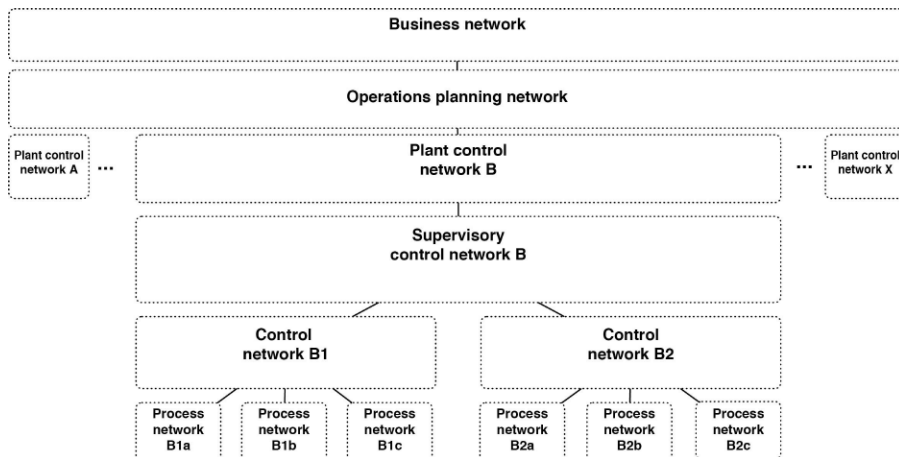 Business network
Operations planning network
Plant control
network A
...
Plant control
network B
...
Plant control
network X
Supervisory
control network B
Control
network B1
Control
network B2
Process
network
B1a
Process
network
B1b
Process
network
B1c
Process
network
B2a
Process
network
B2b
Process
network
B2c